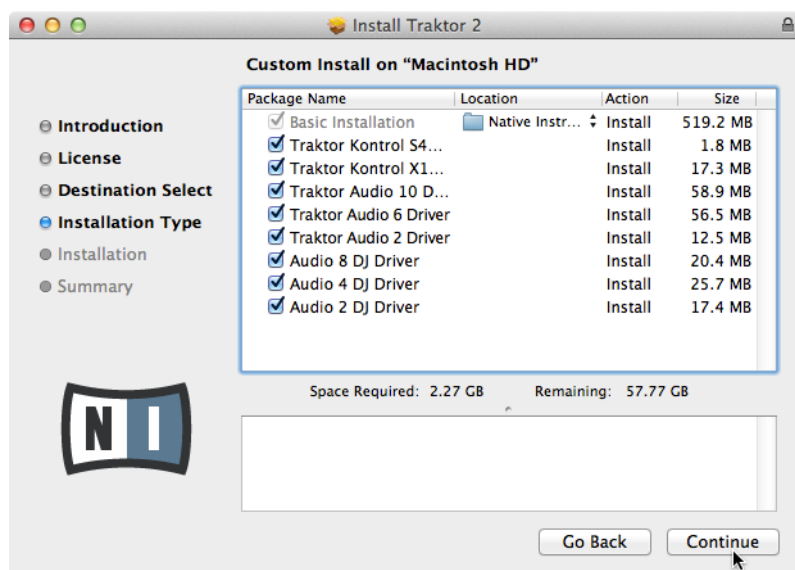 Install Traktor 2
Custom Install on “Macintosh HD”
Introduction
License
Destination Select
Installation Type
Installation
Summary
Package Name Location Action Size
Basic Installation Native Instr... Install 519.2 MB
Traktor Kontrol S4... Install 1.8 MB
Traktor Kontrol X1... Install 17.3 MB
Traktor Audio 10 D... Install 58.9 MB
Traktor Audio 6 Driver Install 56.5 MB
Traktor Audio 2 Driver Install 12.5 MB
Audio 8 DJ Driver Install 20.4 MB
Audio 4 DJ Driver Install 25.7 MB
Audio 2 DJ Driver Install 17.4 MB
Space Required: 2.27 GB Remaining: 57.77 GB
NI
Go Back Continue